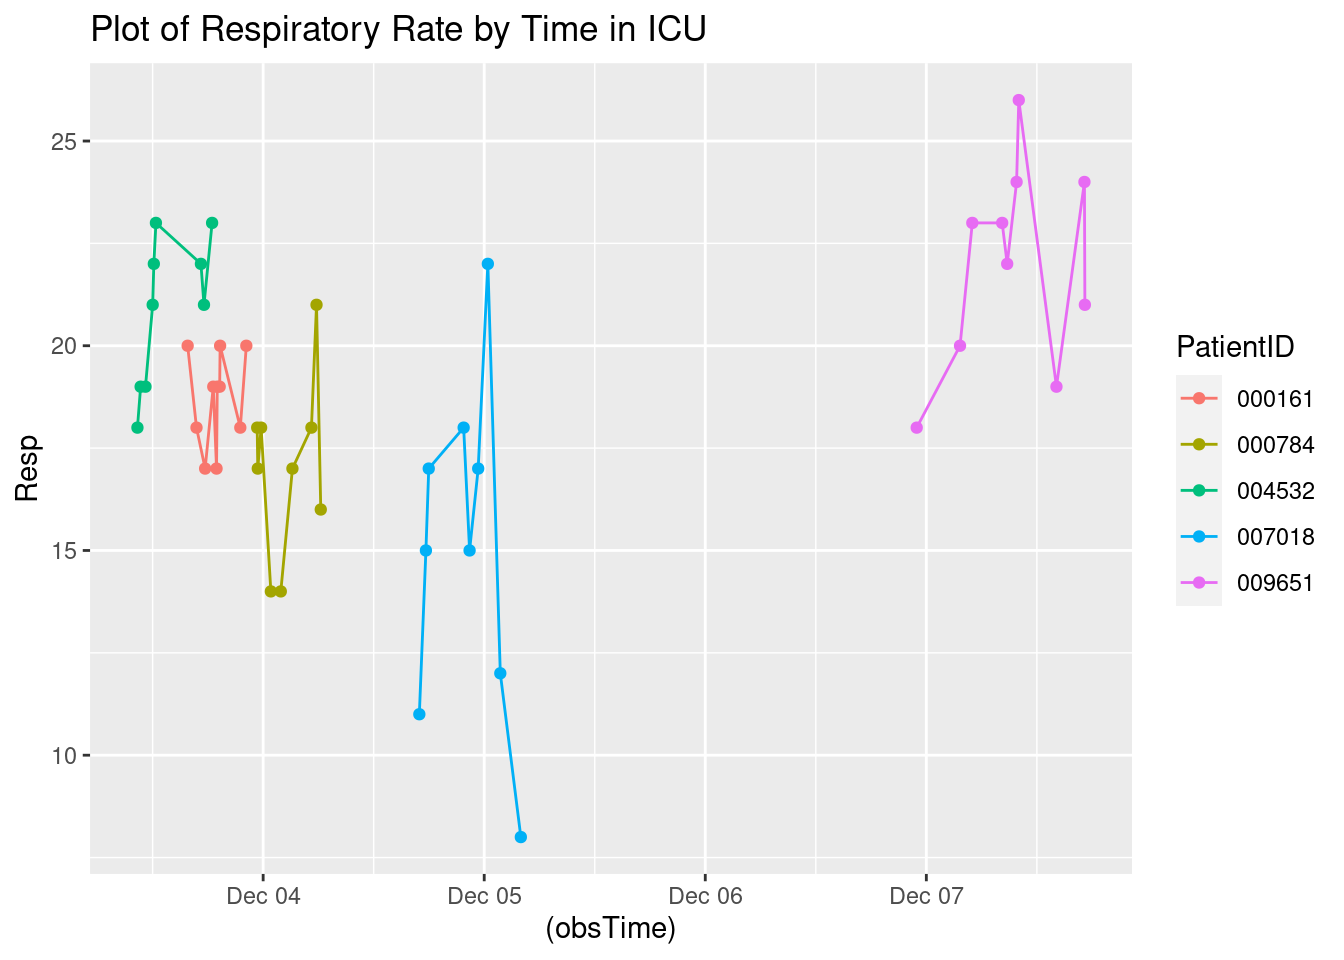 Plot of Respiratory Rate by Time in ICU
Resp
25
20
15
10
Dec 04
Dec 05
Dec 06
Dec 07
(obsTime)
PatientID
000161
000784
004532
007018
009651